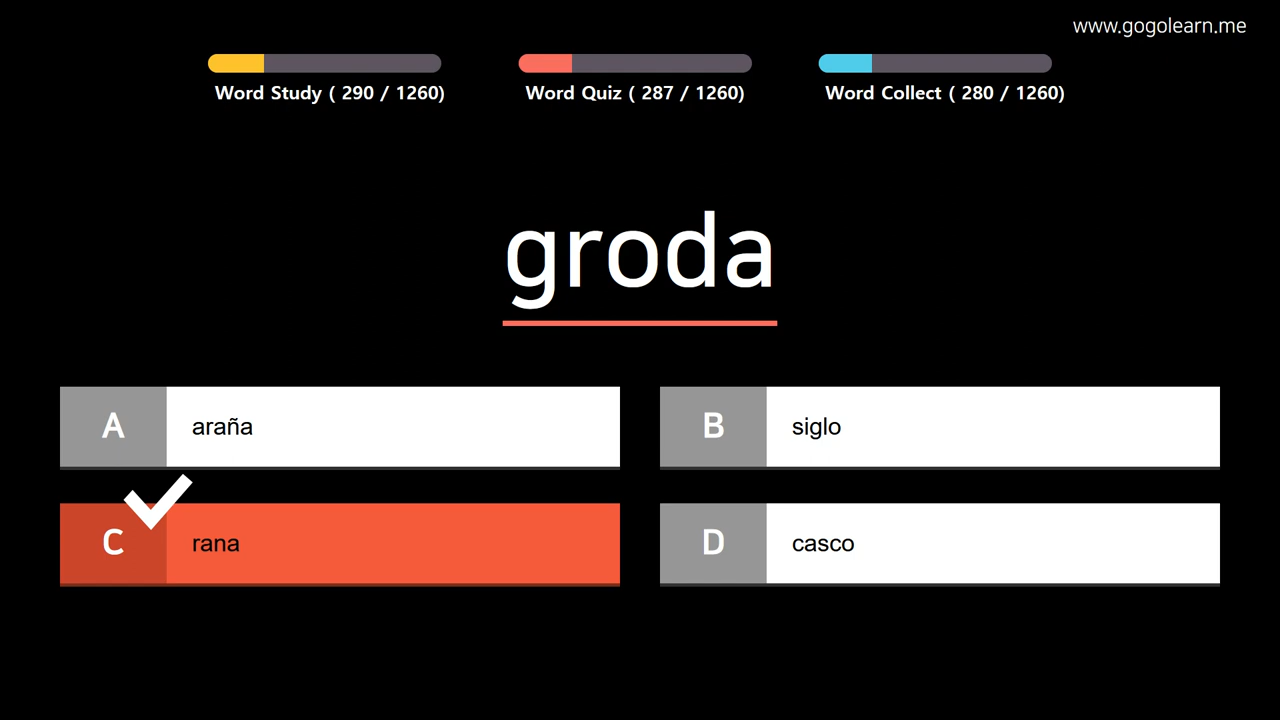 www.gogolearn.me
Word Study ( 290 / 1260)
Word Quiz ( 287 / 1260)
Word Collect ( 280 / 1260)
groda
A araña
B siglo
C rana
D casco